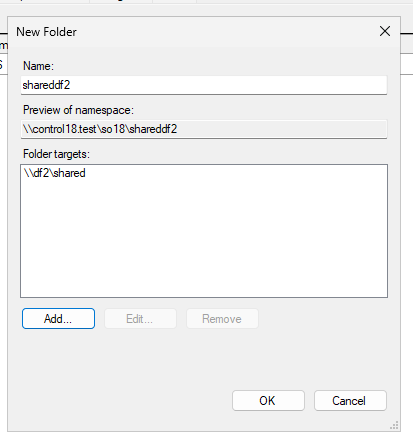 New Folder
Name:
shareddf2
Preview of namespace:
\\control18.test\so18\shareddf2
Folder targets:
\\df2\shared
Add...
Edit...
Remove
OK
Cancel